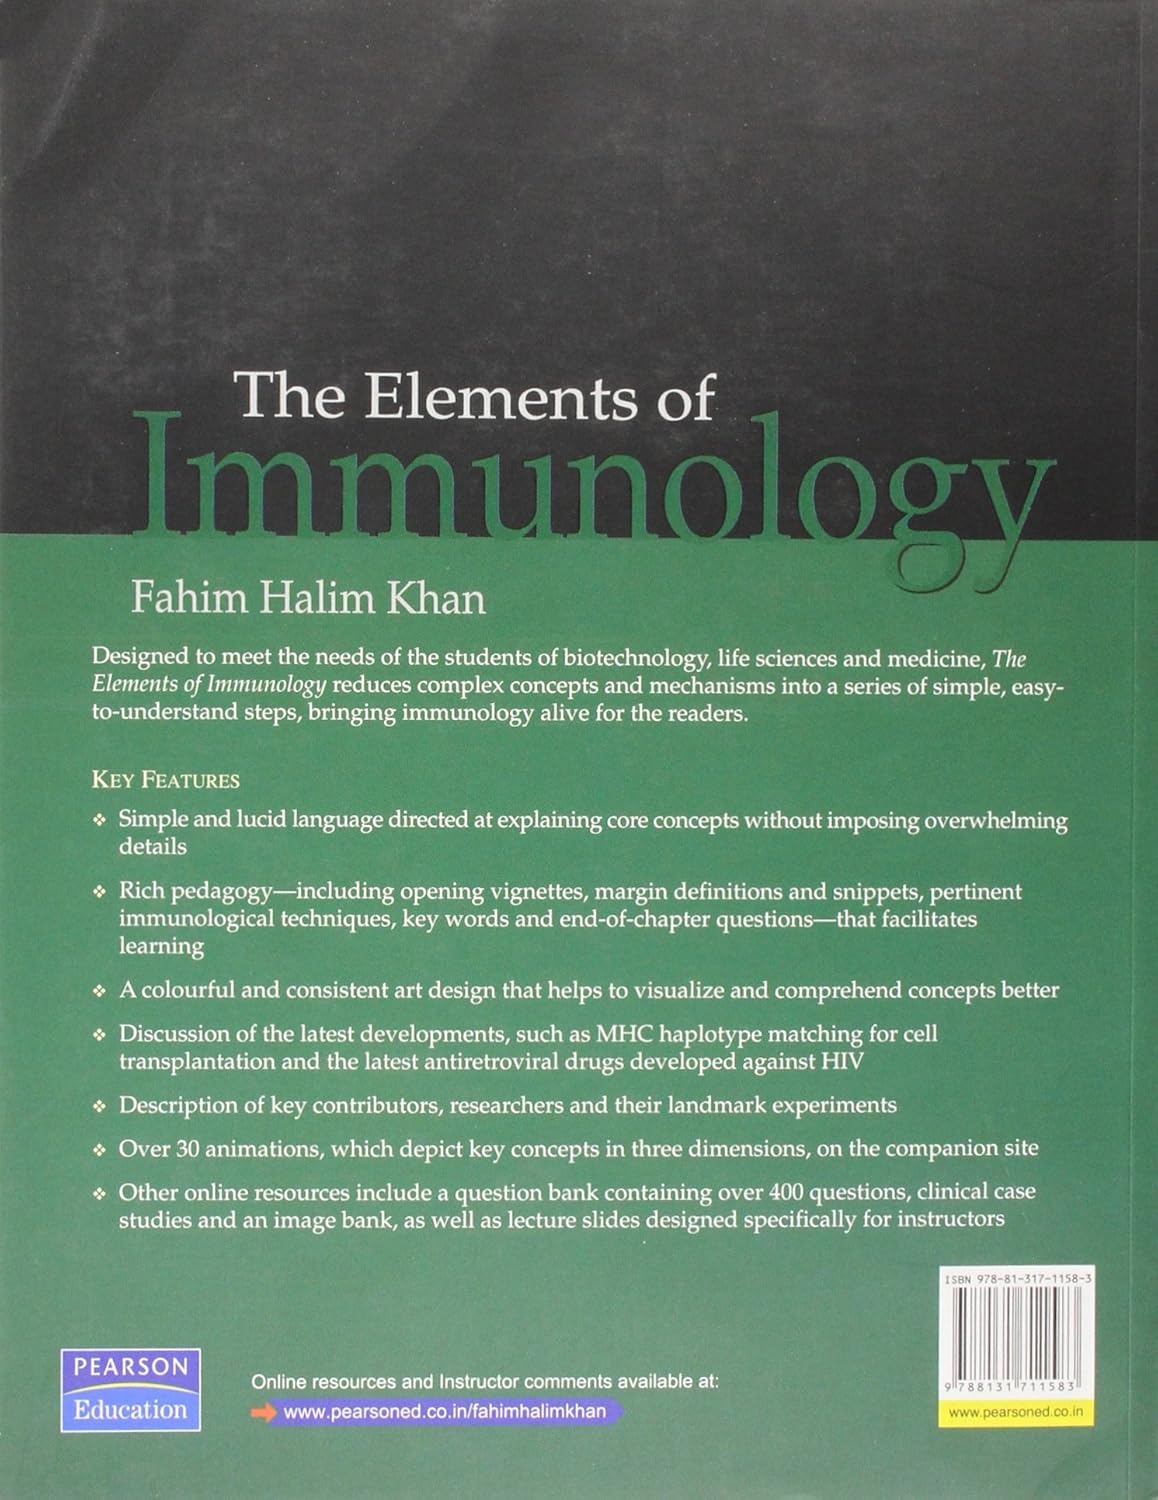 The Elements of
Immunology
Fahim Halim Khan
Designed to meet the needs of the students of biotechnology, life sciences and medicine, The
Elements of Immunology reduces complex concepts and mechanisms into a series of simple, easy-
to-understand steps, bringing immunology alive for the readers.
KEY FEATURES
❖ Simple and lucid language directed at explaining core concepts without imposing overwhelming
details
❖ Rich pedagogy—including opening vignettes, margin definitions and snippets, pertinent
immunological techniques, key words and end-of-chapter questions—that facilitates
learning
❖ A colourful and consistent art design that helps to visualize and comprehend concepts better
❖ Discussion of the latest developments, such as MHC haplotype matching for cell
transplantation and the latest antiretroviral drugs developed against HIV
❖ Description of key contributors, researchers and their landmark experiments
❖ Over 30 animations, which depict key concepts in three dimensions, on the companion site
❖ Other online resources include a question bank containing over 400 questions, clinical case
studies and an image bank, as well as lecture slides designed specifically for instructors
ISBN 978-81-317-1158-3
9 788131 711583
www.pearsoned.co.in
PEARSON
Education
Online resources and Instructor comments available at:
www.pearsoned.co.in/fahimhalimkhan